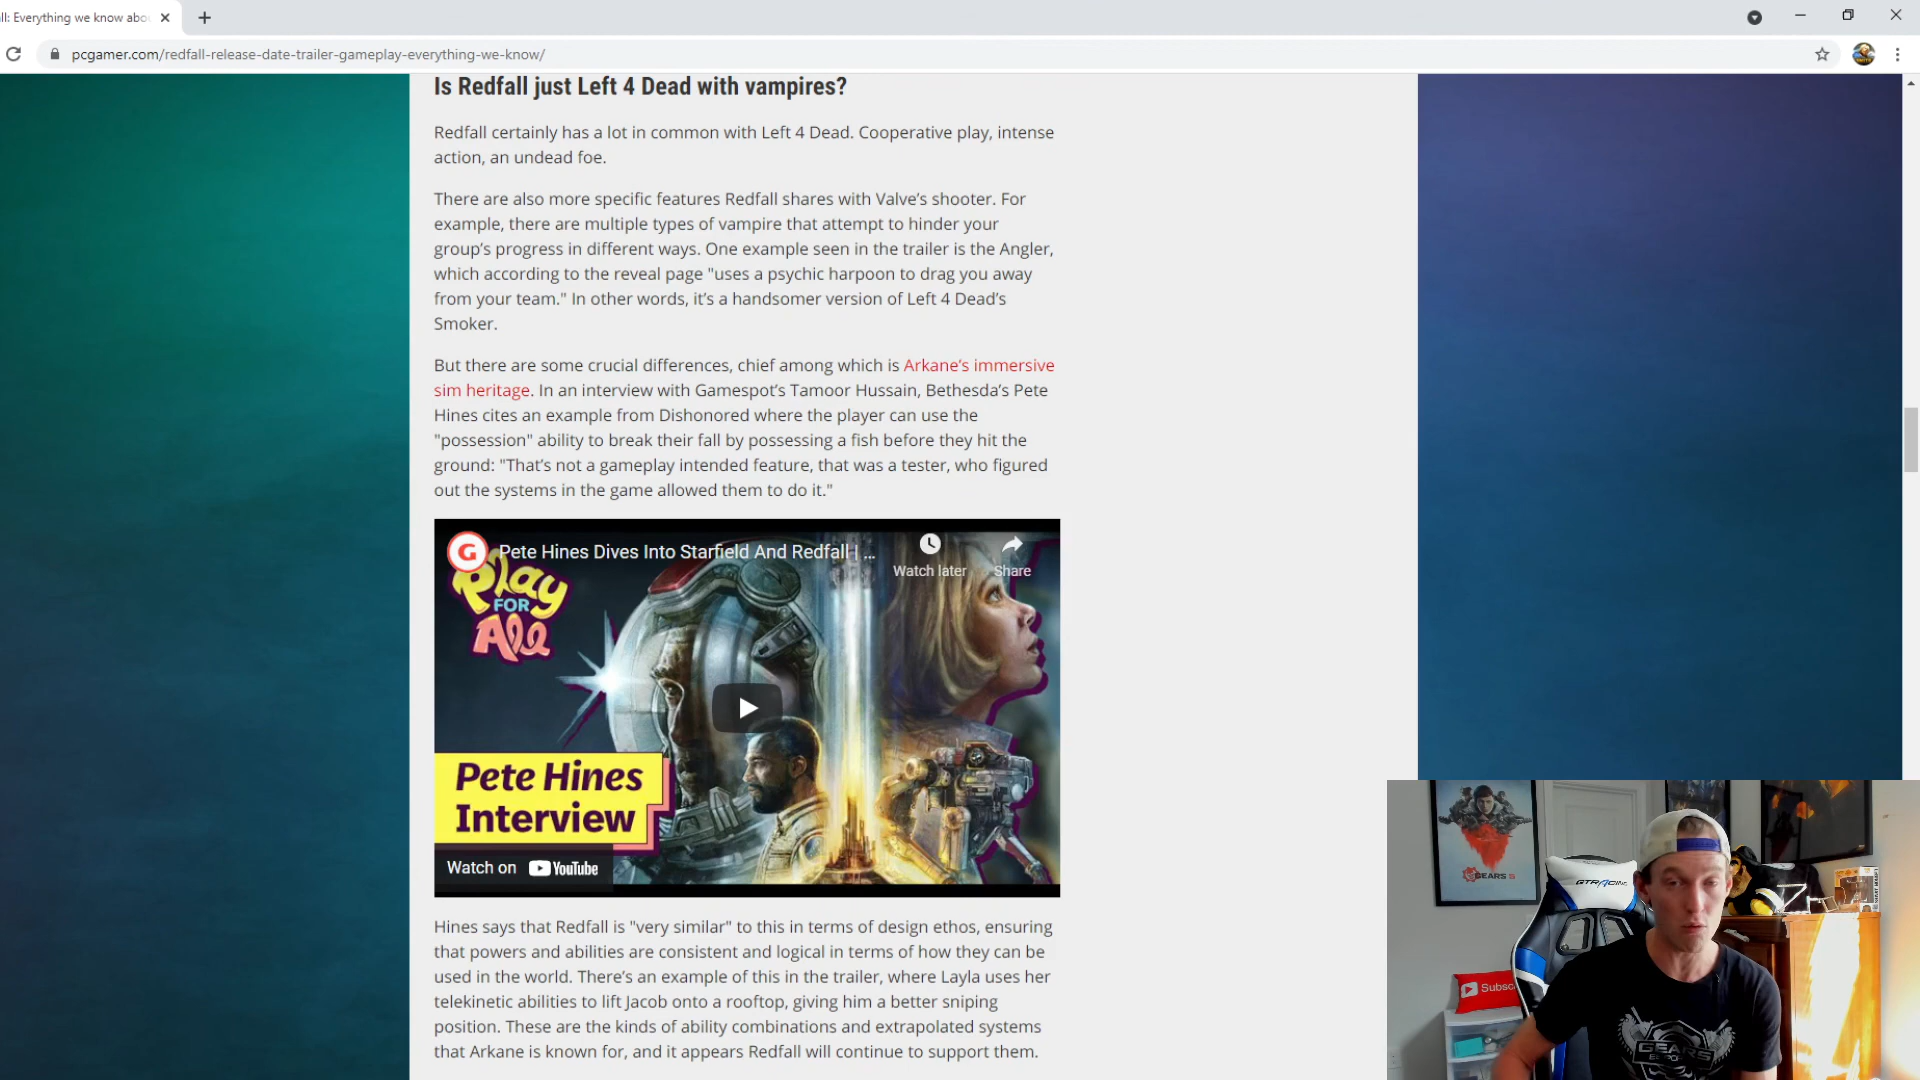 ll: Everything we know abo
pcgamer.com/redfall-release-date-trailer-gameplay-everything-we-know/
Is Redfall just Left 4 Dead with vampires?
Redfall certainly has a lot in common with Left 4 Dead. Cooperative play, intense
action, an undead foe.
There are also more specific features Redfall shares with Valve’s shooter. For
example, there are multiple types of vampire that attempt to hinder your
group’s progress in different ways. One example seen in the trailer is the Angler,
which according to the reveal page "uses a psychic harpoon to drag you away
from your team." In other words, it’s a handsomer version of Left 4 Dead’s
Smoker.
But there are some crucial differences, chief among which is Arkane’s immersive
sim heritage. In an interview with Gamespot’s Tamoor Hussain, Bethesda’s Pete
Hines cites an example from Dishonored where the player can use the
"possession" ability to break their fall by possessing a fish before they hit the
ground: "That’s not a gameplay intended feature, that was a tester, who figured
out the systems in the game allowed them to do it."
G
Pete Hines Dives Into Starfield And Redfall | ...
Watch later
Share
Play
FOR
All
Pete Hines
Interview
Watch on YouTube
Hines says that Redfall is "very similar" to this in terms of design ethos, ensuring
that powers and abilities are consistent and logical in terms of how they can be
used in the world. There’s an example of this in the trailer, where Layla uses her
telekinetic abilities to lift Jacob onto a rooftop, giving him a better sniping
position. These are the kinds of ability combinations and extrapolated systems
that Arkane is known for, and it appears Redfall will continue to support them.
GEARS 5
GTRACING
Subsc
GEARS